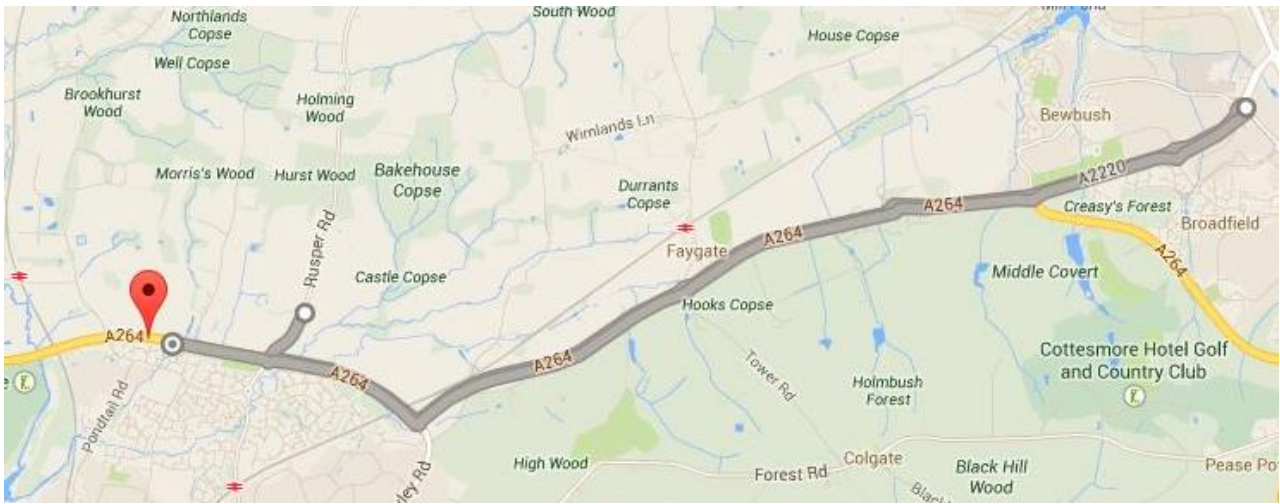 South Wood
Northlands
Copse
House Copse
Well Copse
Brookhurst
Wood
Holming
Wood
Bewbush
Wimlands Ln
Morris's Wood
Hurst Wood
Bakehouse
Copse
Durrants
Copse
A2220
A264
Creasy's Forest
Broadfield
Rusper Rd
Faygate
A264
A264
Castle Copse
Middle Covert
Hooks Copse
A264
A264
A264
Cottesmore Hotel Golf
and Country Club
Tower Rd
Holmbush
Forest
Pondtail Rd
High Wood
Forest Rd
Colgate
Black Hill
Wood